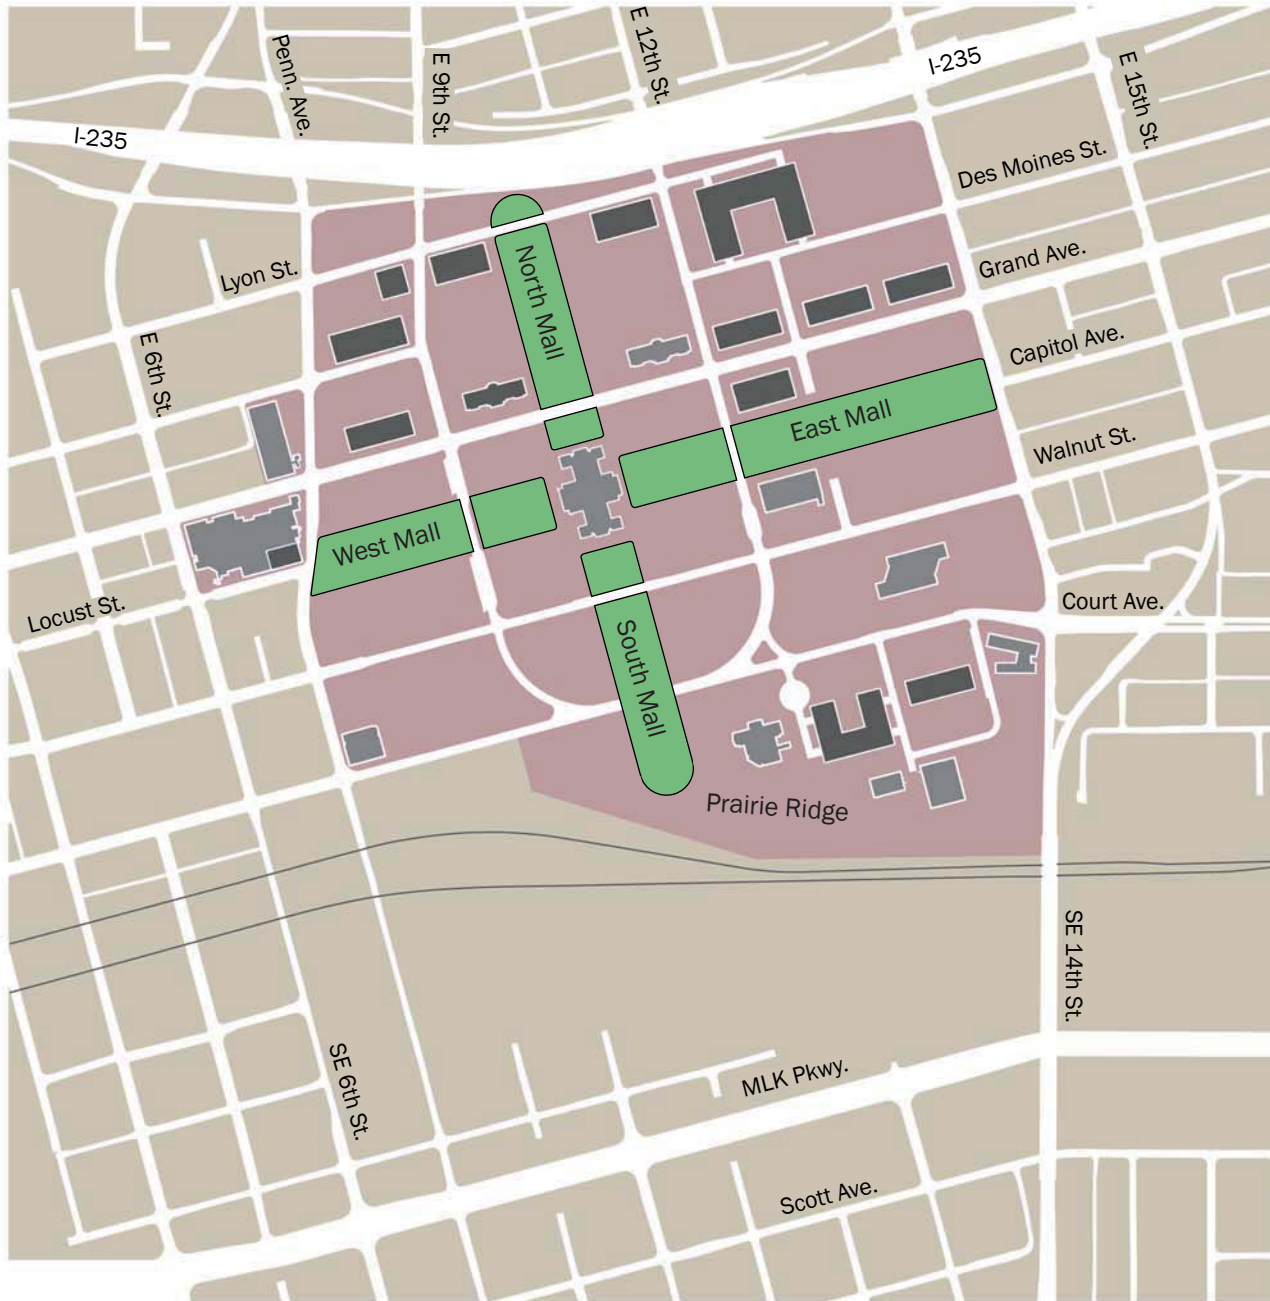 E 12th St.
Penn. Ave.
E 9th St.
I-235
E 15th St.
I-235
Des Moines St.
Grand Ave.
Lyon St.
North Mall
E 6th St.
Capitol Ave.
East Mall
Walnut St.
West Mall
Locust St.
Court Ave.
South Mall
Prairie Ridge
SE 14th St.
SE 6th St.
MLK Pkwy.
Scott Ave.